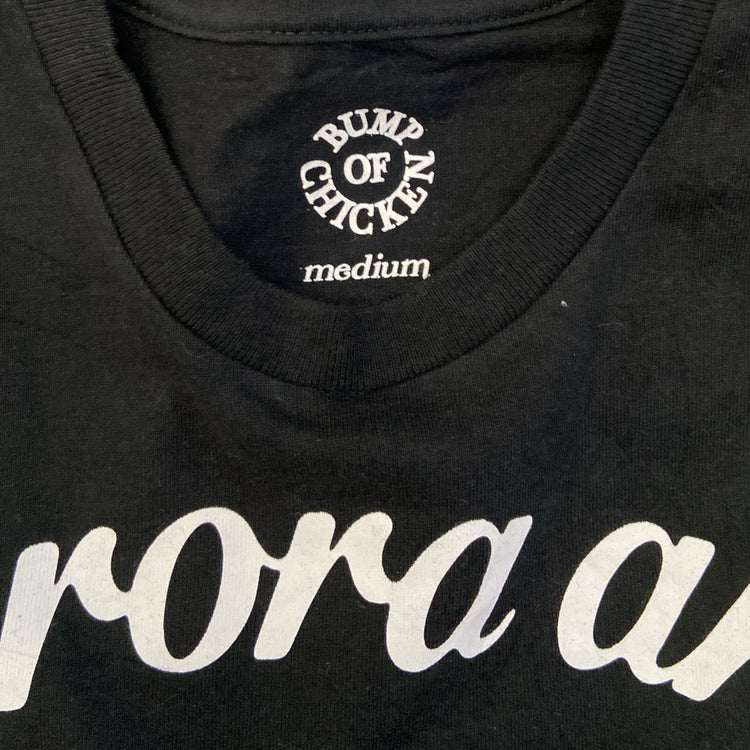 BUMP
OF
CHICKEN
medium
rora a